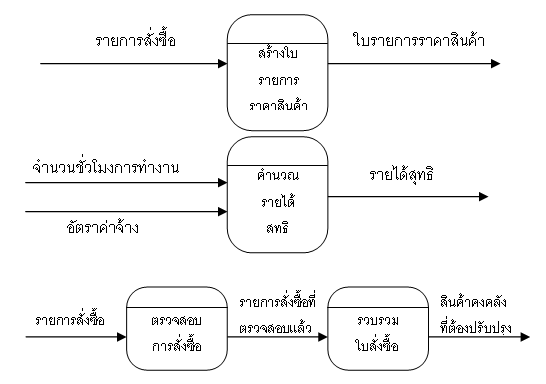 รายการสั่งซื้อ
สร้างใบ
รายการ
ราคาสินค้า
ใบรายการราคาสินค้า
จำนวนชั่วโมงการทำงาน
อัตราค่าจ้าง
คำนวณ
รายได้
สทธิ
รายได้สุทธิ
รายการสั่งซื้อ
ตรวจสอบ
การสั่งซื้อ
รายการสั่งซื้อที่
ตรวจสอบแล้ว
รวบรวม
ใบสั่งซื้อ
สินค้าคงคลัง
ที่ต้องปรับปรง